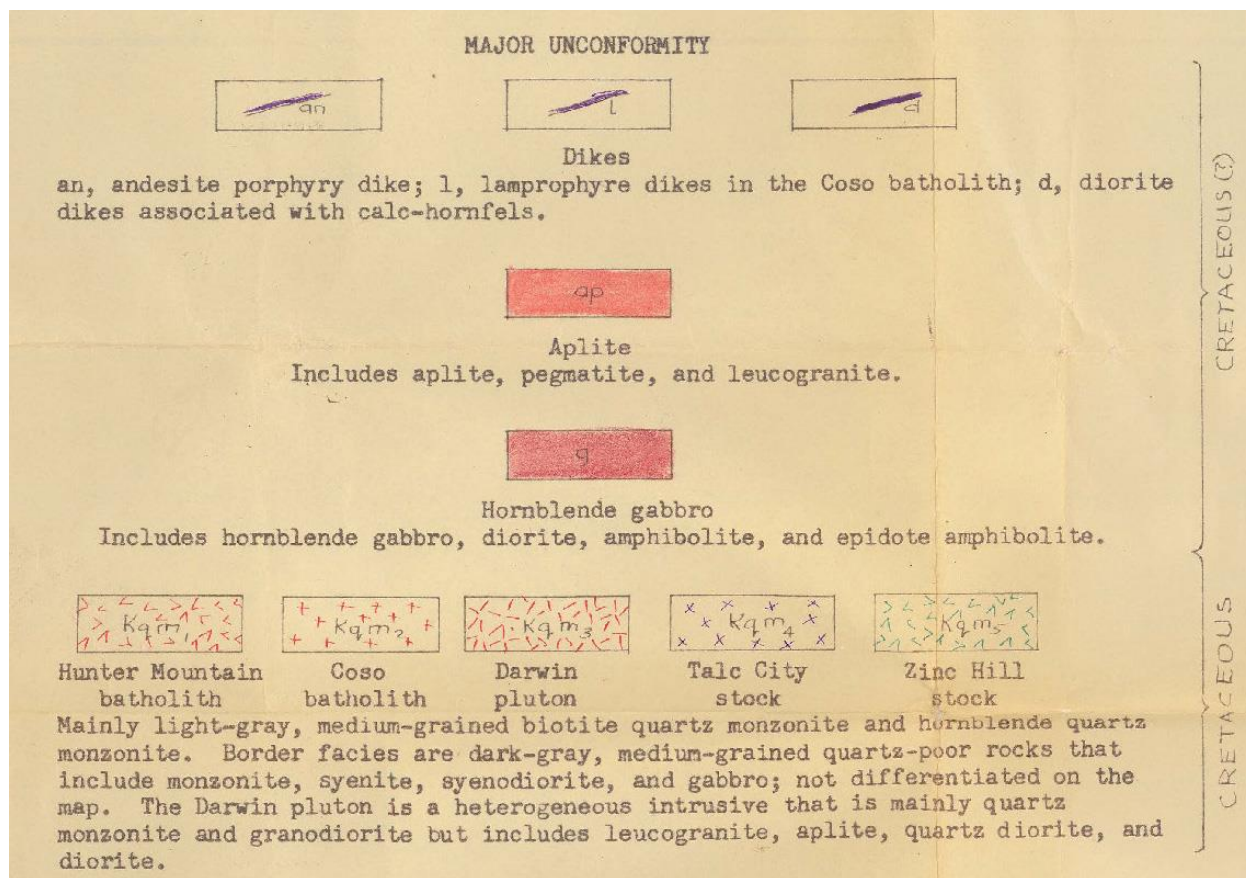 MAJOR UNCONFORMITY
an l d
Dikes
an, andesite porphyry dike; l, lamprophyre dikes in the Coso batholith; d, diorite
dikes associated with calc-hornfels.
ap
Aplite
Includes aplite, pegmatite, and leucogranite.
g
Hornblende gabbro
Includes hornblende gabbro, diorite, amphibolite, and epidote amphibolite.
Kqm1 Kqm2 Kqm3 Kqm4 Kqm5
Hunter Mountain Coso Darwin Talc City Zinc Hill
batholith batholith pluton stock stock
Mainly light-gray, medium-grained biotite quartz monzonite and hornblende quartz
monzonite. Border facies are dark-gray, medium-grained quartz-poor rocks that
include monzonite, syenite, syenodiorite, and gabbro; not differentiated on the
map. The Darwin pluton is a heterogeneous intrusive that is mainly quartz
monzonite and granodiorite but includes leucogranite, aplite, quartz diorite, and
diorite.
CRETACEOUS(?)
CRETACEOUS